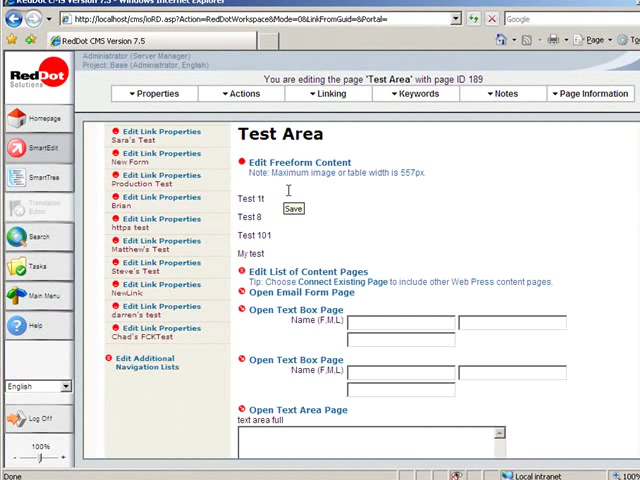 RedDot CMS Version 7.5 - Windows Internet Explorer
http://localhost/cms/ioRD.asp?Action=RedDotWorkspace&Mode=0&LinkFromGuid=&Portal=
Google
RedDot CMS Version 7.5
Page
Administrator (Server Manager)
Project: Base (Administrator, English)
RedDot
Solutions
You are editing the page 'Test Area' with page ID 189
Properties
Actions
Linking
Keywords
Notes
Page Information
Homepage
SmartEdit
SmartTree
Translation
Editor
Search
Tasks
Main Menu
Help
English
Log Off
100%
Edit Link Properties
Sara's Test
Edit Link Properties
New Form
Edit Link Properties
Production Test
Edit Link Properties
Brian
Edit Link Properties
https test
Edit Link Properties
Matthew's Test
Edit Link Properties
Steve's Test
Edit Link Properties
NewLink
Edit Link Properties
darren's test
Edit Link Properties
Chad's FCKTest
Edit Additional
Navigation Lists
Test Area
Edit Freeform Content
Note: Maximum image or table width is 557px.
Test 1t
Save
Test 8
Test 101
My test
Edit List of Content Pages
Tip: Choose Connect Existing Page to include other Web Press content pages.
Open Email Form Page
Open Text Box Page
Name (F,M,L)
Open Text Box Page
Name (F,M,L)
Open Text Area Page
text area full
Done
Local intranet
100%